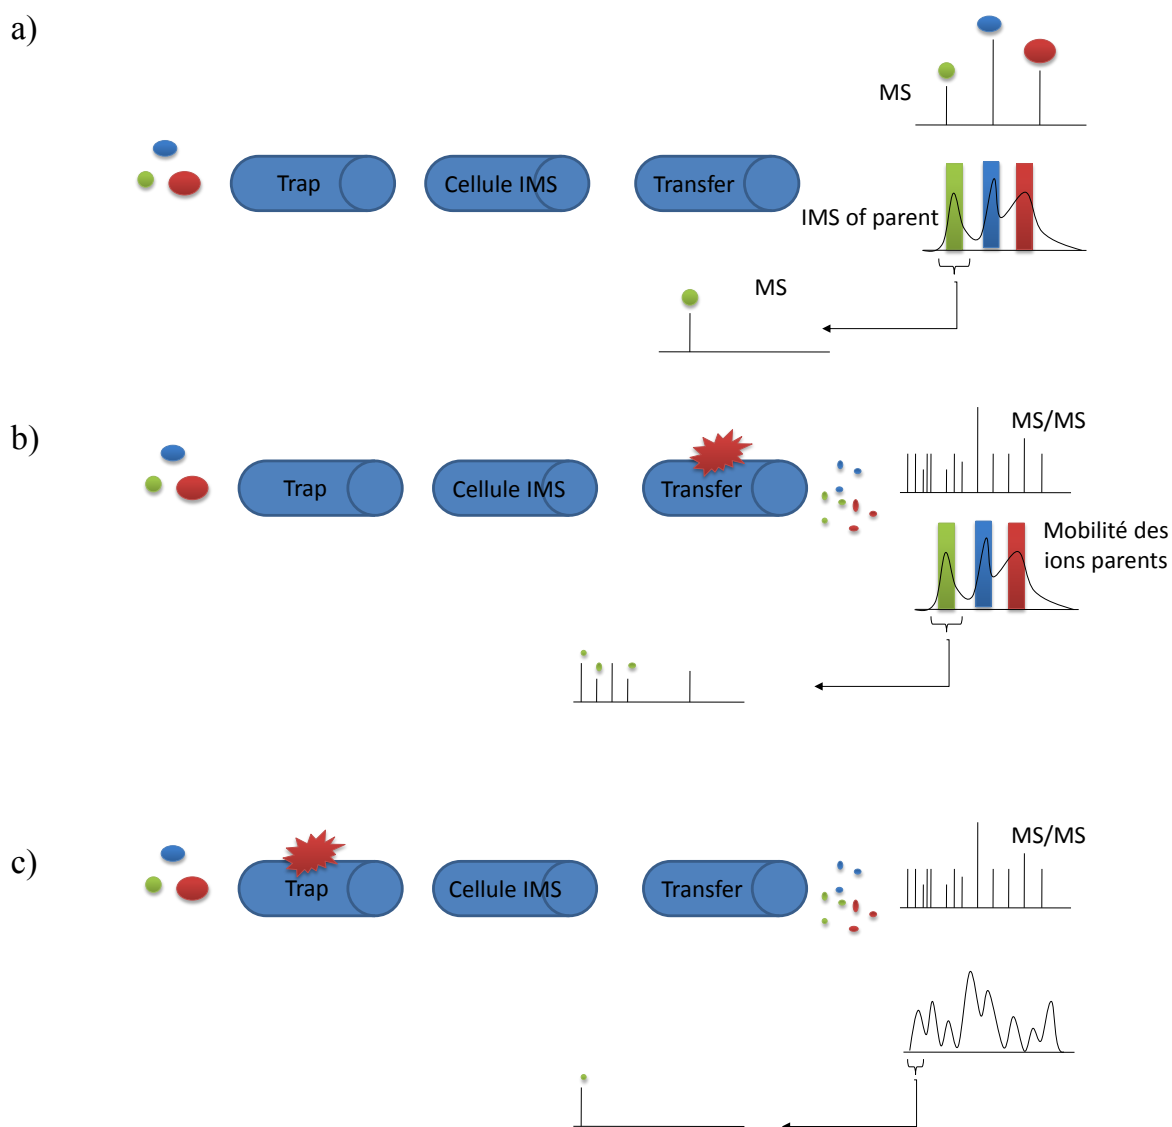 a)
MS
Trap
Cellule IMS
Transfer
IMS of parent
MS
b)
MS/MS
Trap
Cellule IMS
Transfer
Mobilité des
ions parents
c)
MS/MS
Trap
Cellule IMS
Transfer